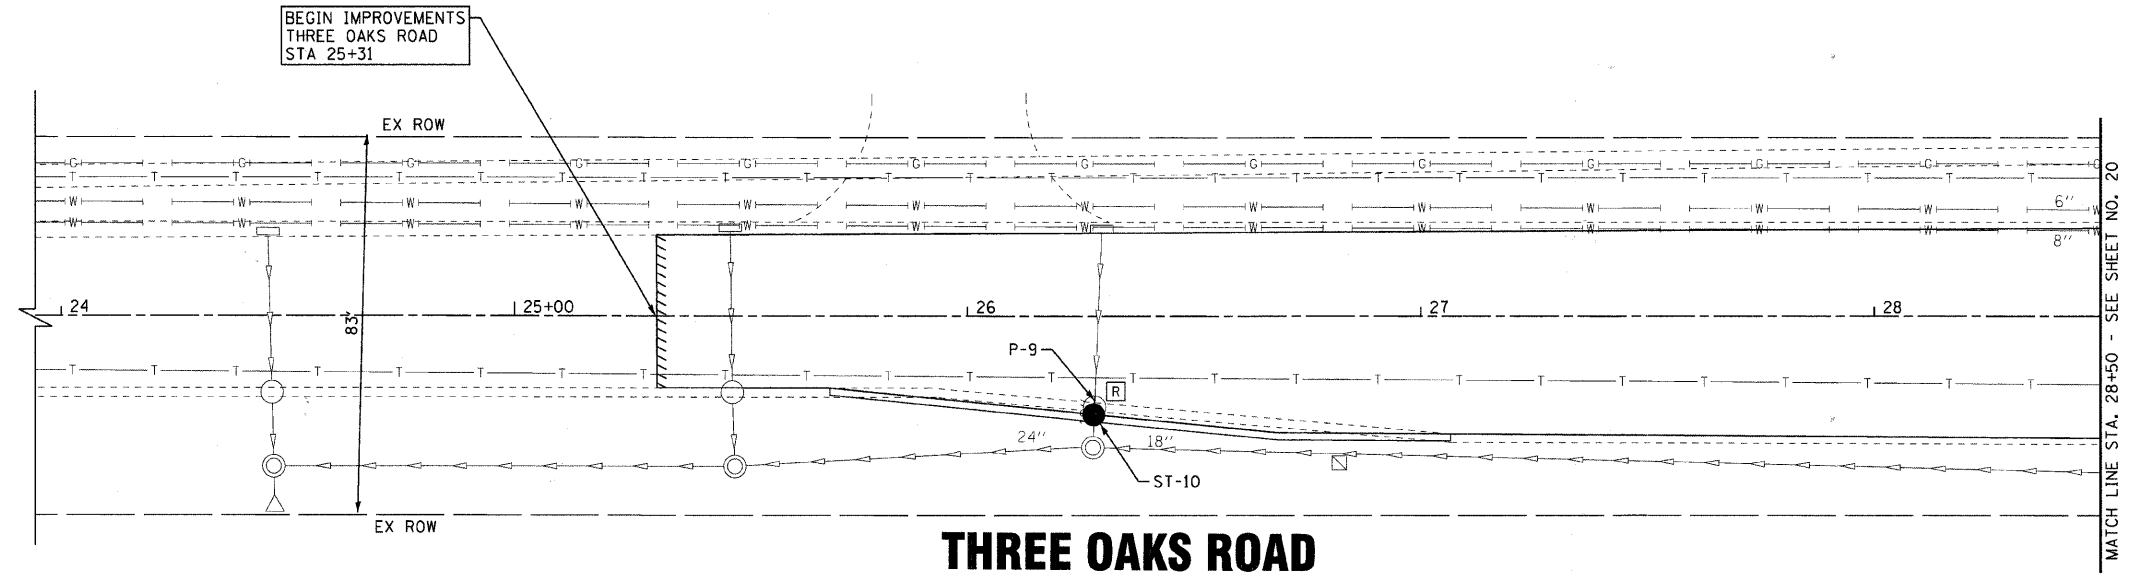 BEGIN IMPROVEMENTS
THREE OAKS ROAD
STA 25+31
EX ROW
G G G G G G G G G G G G G
T T T T T T T T T T T T T T T T T T T T T T T T T
W W W W W W W W W W W W W
6"
W W W W W W W W W W W W W
8"
24 25+00 26 27 28
83'
T T T T T T T T T T T T T T T T T T T T T T T T T
P-9
R
24" 18"
ST-10
EX ROW
THREE OAKS ROAD
MATCH LINE STA. 28+50 - SEE SHEET NO. 20